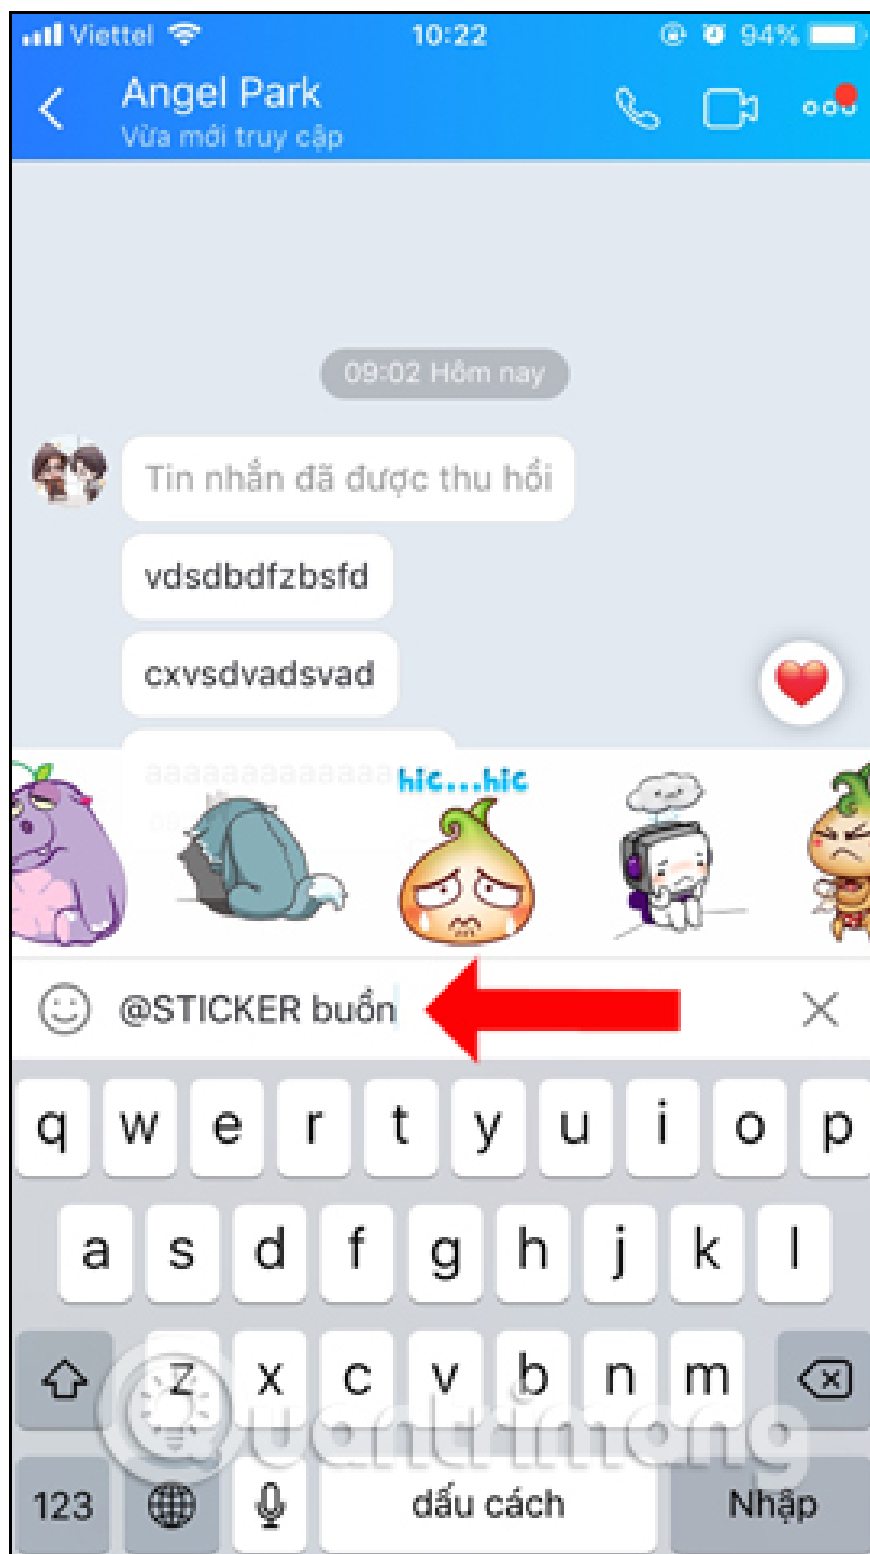 Viettel 10:22 94%
Angel Park
Vừa mới truy cập
09:02 Hôm nay
Tin nhắn đã được thu hồi
vdsdbdfzbsfd
cxvsdvadsvad
hic...hic
@STICKER buồn
q w e r t y u i o p
a s d f g h j k l
z x c v b n m
Quantrimang
123 dấu cách Nhập